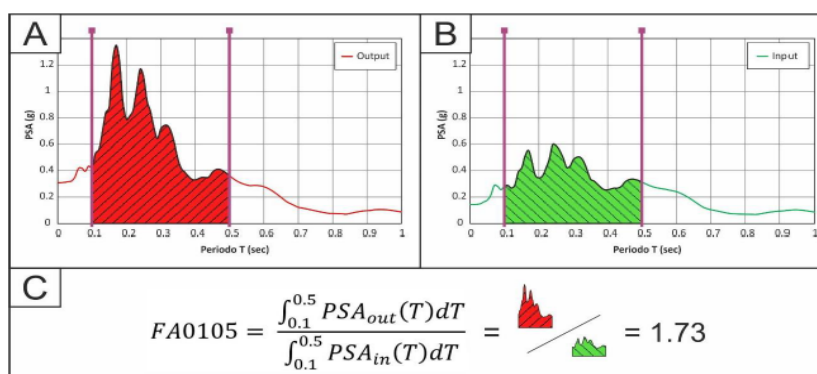 A
Output
PSA (g)
1.2
1
0.8
0.6
0.4
0.2
0
0 0.1 0.2 0.3 0.4 0.5 0.6 0.7 0.8 0.9 1
Periodo T (sec)
B
Input
PSA (g)
1.2
1
0.8
0.6
0.4
0.2
0
0 0.1 0.2 0.3 0.4 0.5 0.6 0.7 0.8 0.9 1
Periodo T (sec)
C
FA0105 = ∫_{0.1}^{0.5} PSA_{out}(T)dT / ∫_{0.1}^{0.5} PSA_{in}(T)dT = / = 1.73